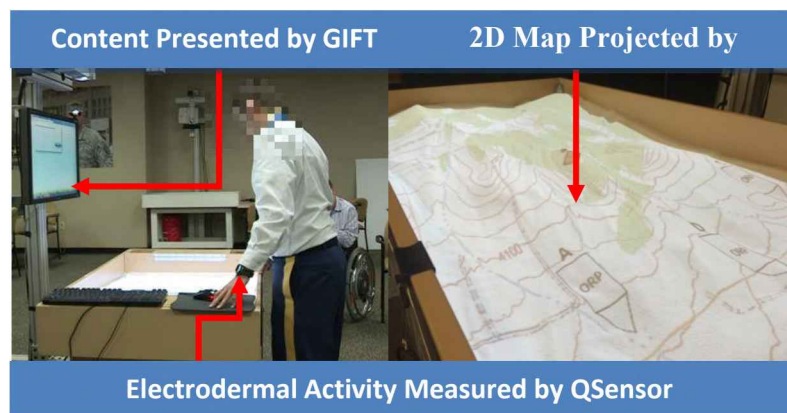 Content Presented by GIFT
2D Map Projected by
4100
A
ORP
Electrodermal Activity Measured by QSensor